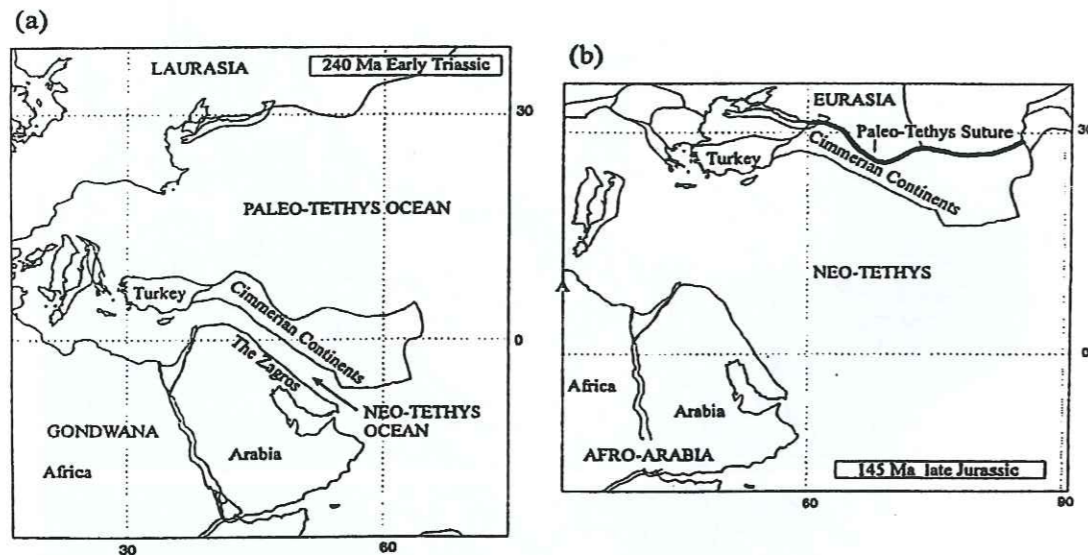 (a)
LAURASIA
240 Ma Early Triassic
30
PALEO-TETHYS OCEAN
Turkey
Cimmerian Continents
0
The Zagros
NEO-TETHYS
OCEAN
GONDWANA
Arabia
Africa
30
60
(b)
EURASIA
30
Paleo-Tethys Suture
Turkey
Cimmerian Continents
NEO-TETHYS
A
0
Africa
Arabia
AFRO-ARABIA
145 Ma late Jurassic
60
90